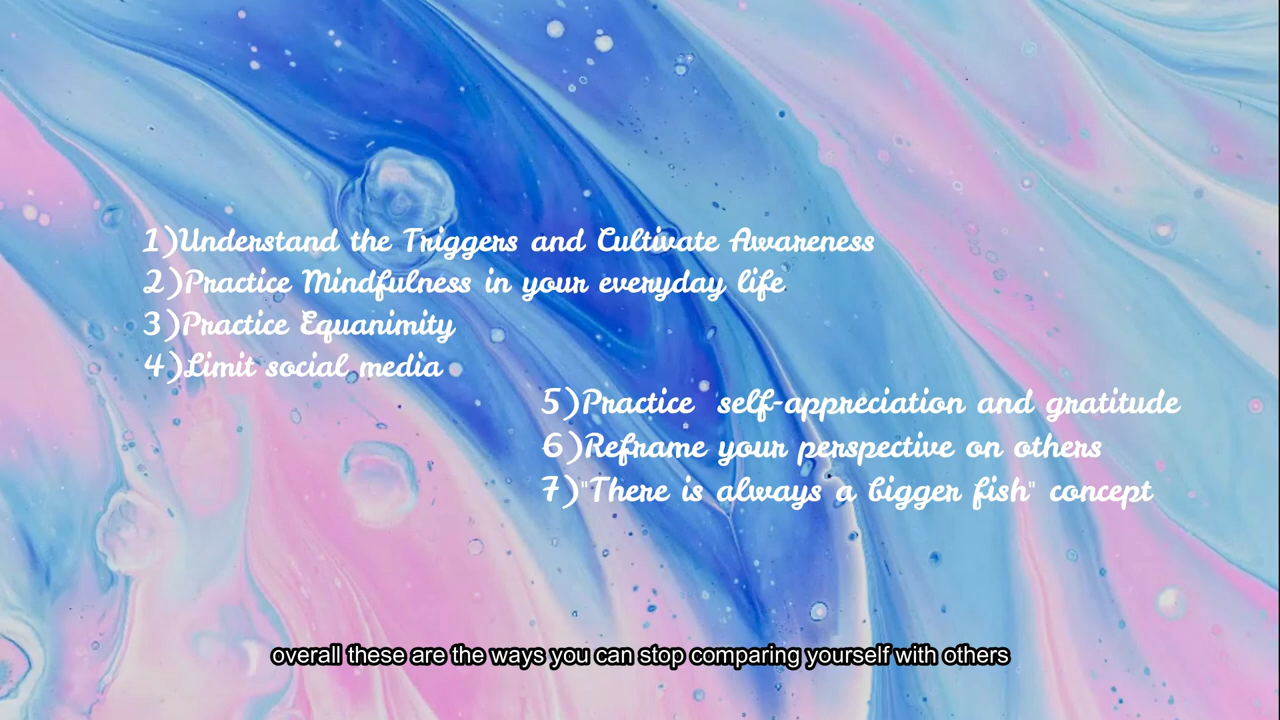 1)Understand the Triggers and Cultivate Awareness
2)Practice Mindfulness in your everyday life
3)Practice Equanimity
4)Limit social media
5)Practice  self-appreciation and gratitude
6)Reframe your perspective on others
7)"There is always a bigger fish" concept
overall these are the ways you can stop comparing yourself with others